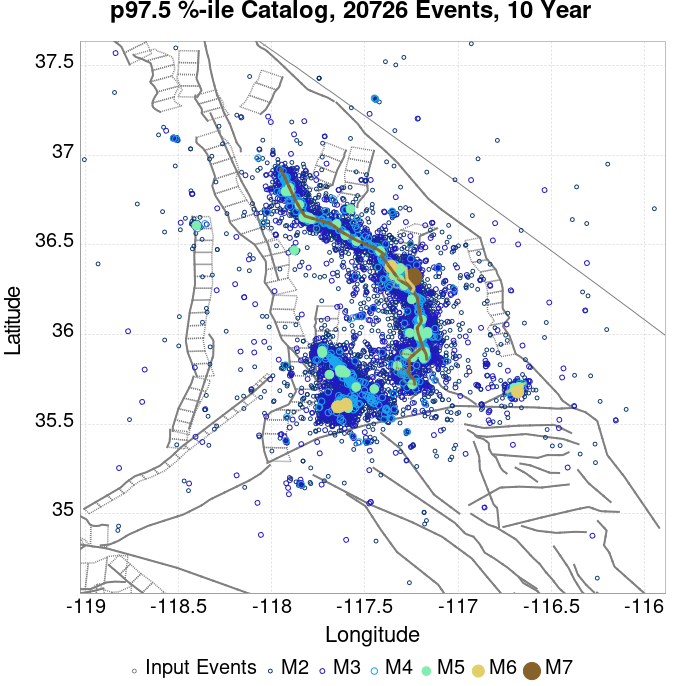 p97.5 %-ile Catalog, 20726 Events, 10 Year
37.5
37
36.5
36
35.5
35
Latitude
-119 -118.5 -118 -117.5 -117 -116.5 -116
Longitude
Input Events M2 M3 M4 M5 M6 M7